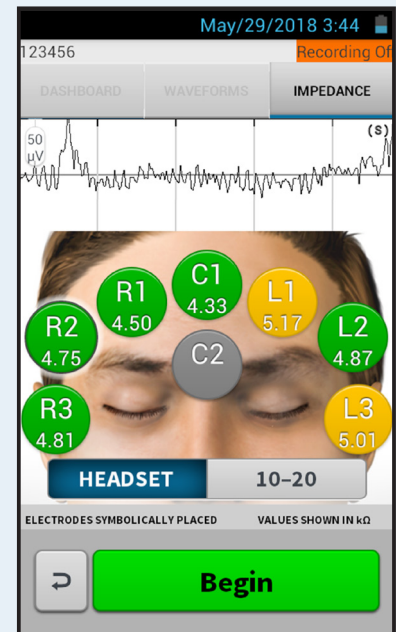 May/29/2018 3:44
123456
Recording Of
DASHBOARD
WAVEFORMS
IMPEDANCE
50
μV
(S)
C1
4.33
R1
4.50
L1
5.17
R2
4.75
C2
L2
4.87
R3
4.81
L3
5.01
HEADSET
10–20
ELECTRODES SYMBOLICALLY PLACED
VALUES SHOWN IN kΩ
Begin